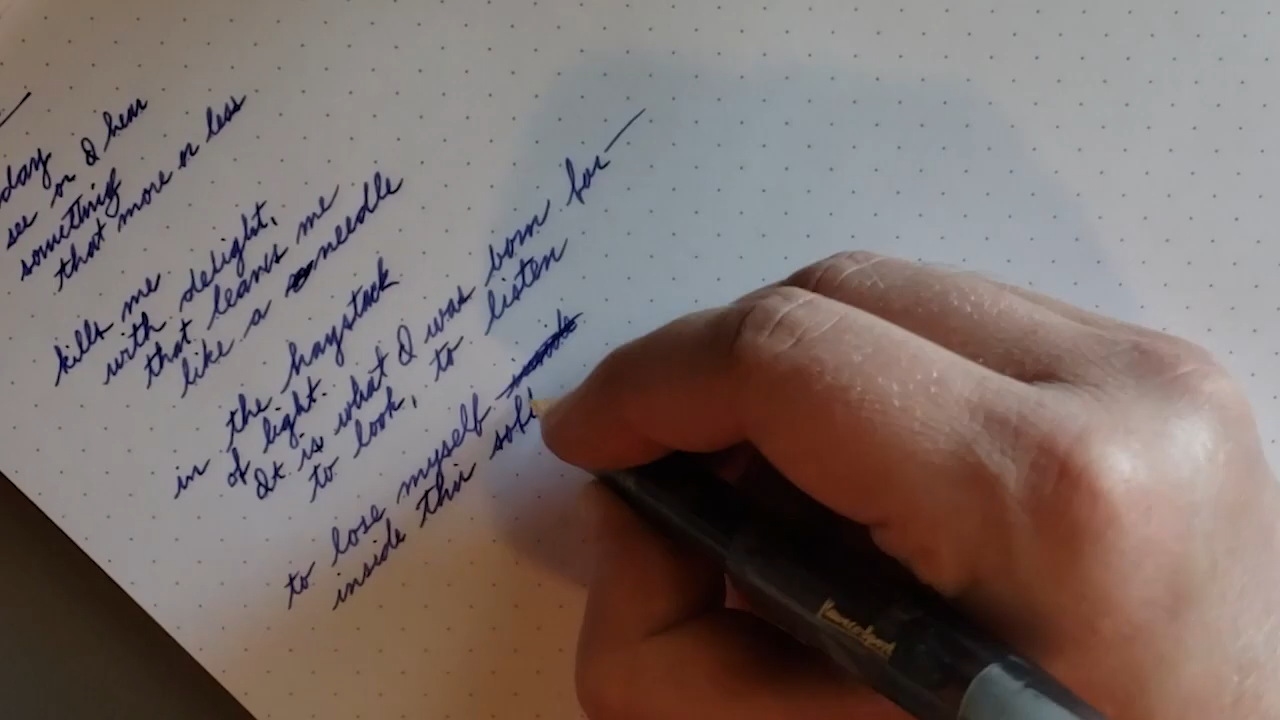 day
see or I hear
something
that more or less
kills me
with delight,
that leaves me
like a needle
in the haystack
of light.
It is what I was born for—
to look, to listen
to lose myself inside
inside this soft